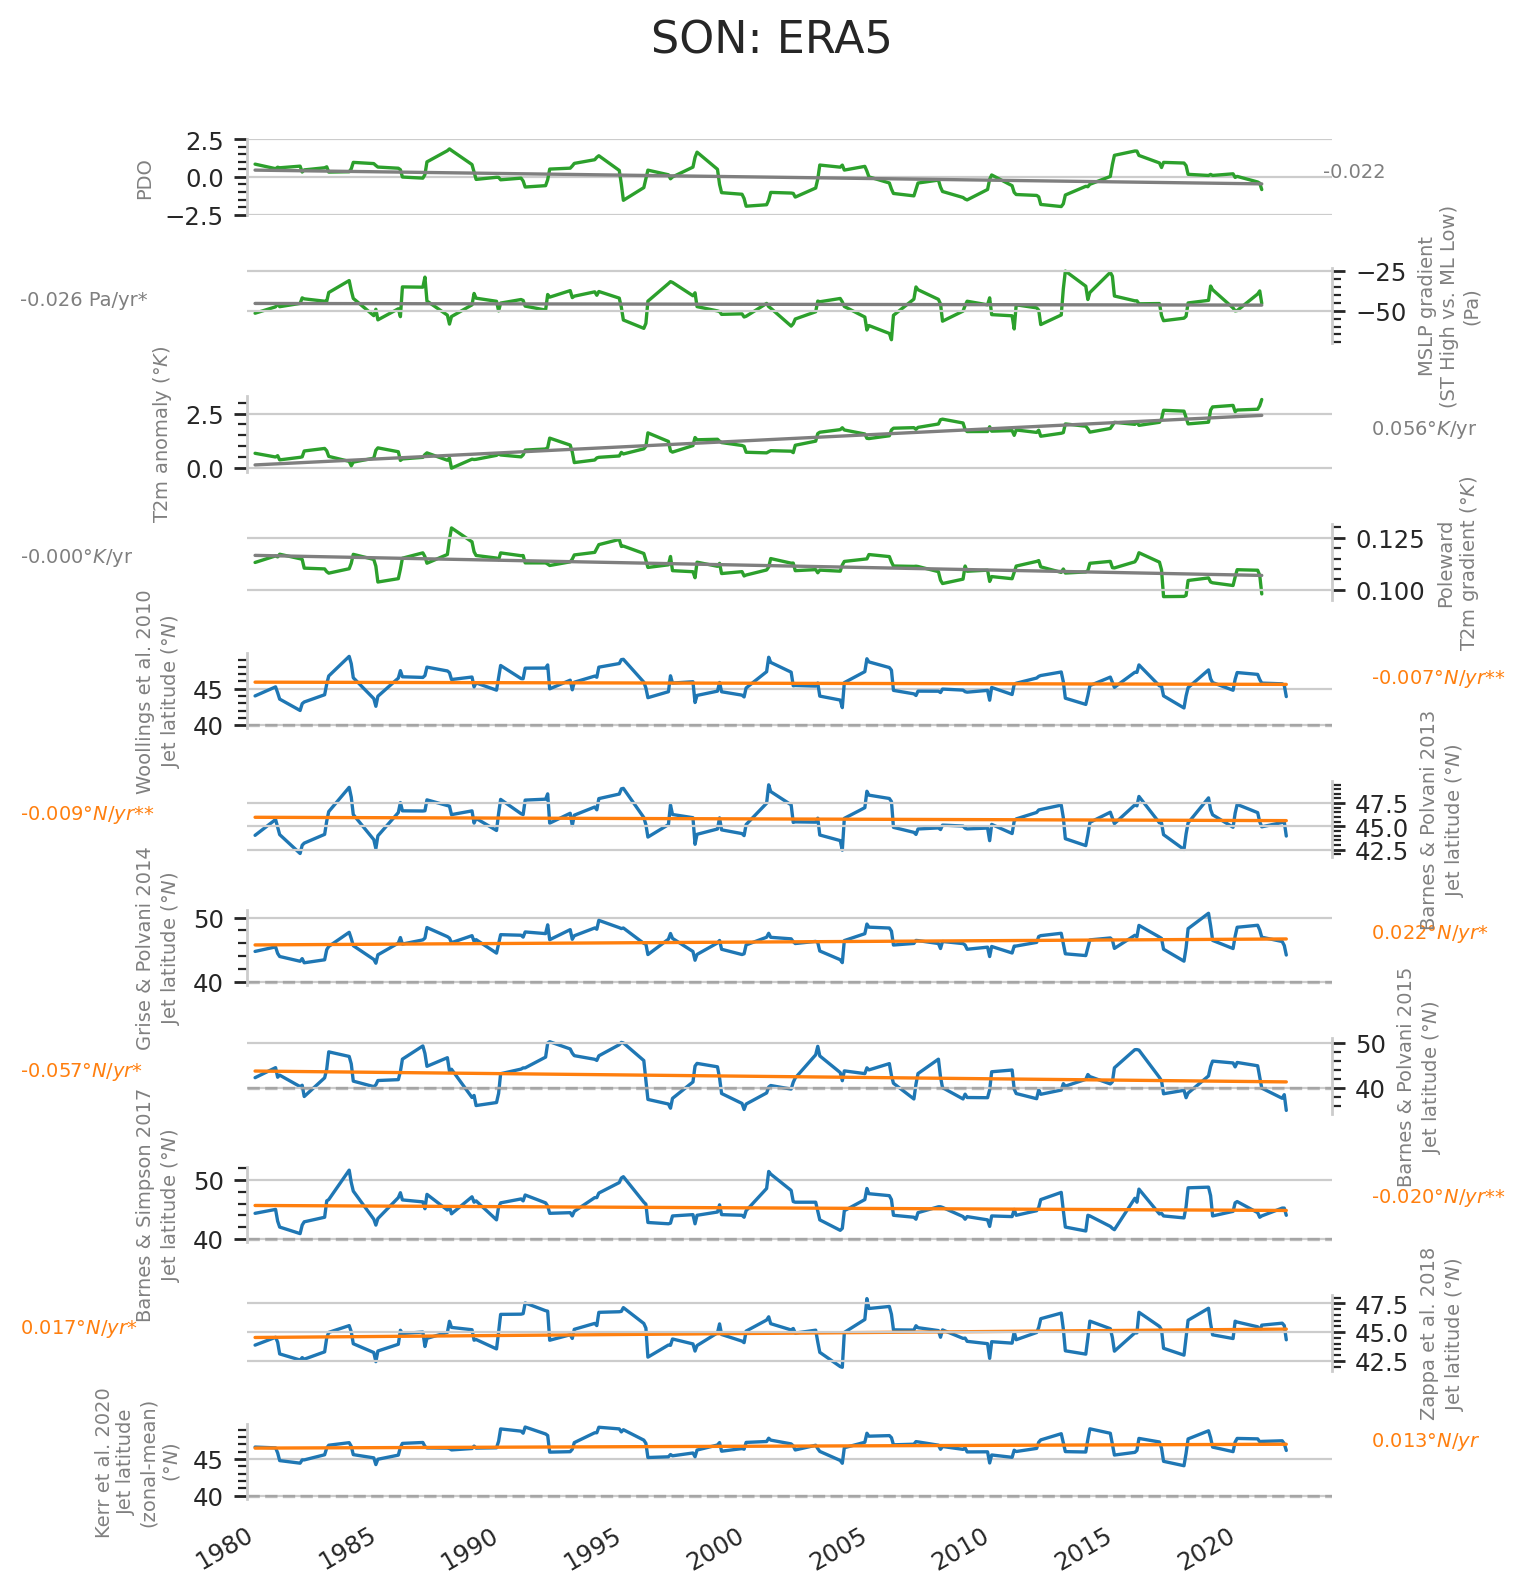 SON: ERA5
PDO
2.5
0.0
−2.5
-0.022
-0.026 Pa/yr*
−25
−50
MSLP gradient
(ST High vs. ML Low)
(Pa)
T2m anomaly (°K)
2.5
0.0
0.056°K/yr
-0.000°K/yr
0.125
0.100
Poleward
T2m gradient (°K)
Woollings et al. 2010
Jet latitude (°N)
45
40
-0.007°N/yr**
-0.009°N/yr**
47.5
45.0
42.5
Barnes & Polvani 2013
Jet latitude (°N)
Grise & Polvani 2014
Jet latitude (°N)
50
40
0.022°N/yr*
-0.057°N/yr*
50
40
Barnes & Polvani 2015
Jet latitude (°N)
Barnes & Simpson 2017
Jet latitude (°N)
50
40
-0.020°N/yr**
0.017°N/yr*
47.5
45.0
42.5
Zappa et al. 2018
Jet latitude (°N)
Kerr et al. 2020
Jet latitude
(zonal-mean)
(°N)
45
40
0.013°N/yr
1980
1985
1990
1995
2000
2005
2010
2015
2020